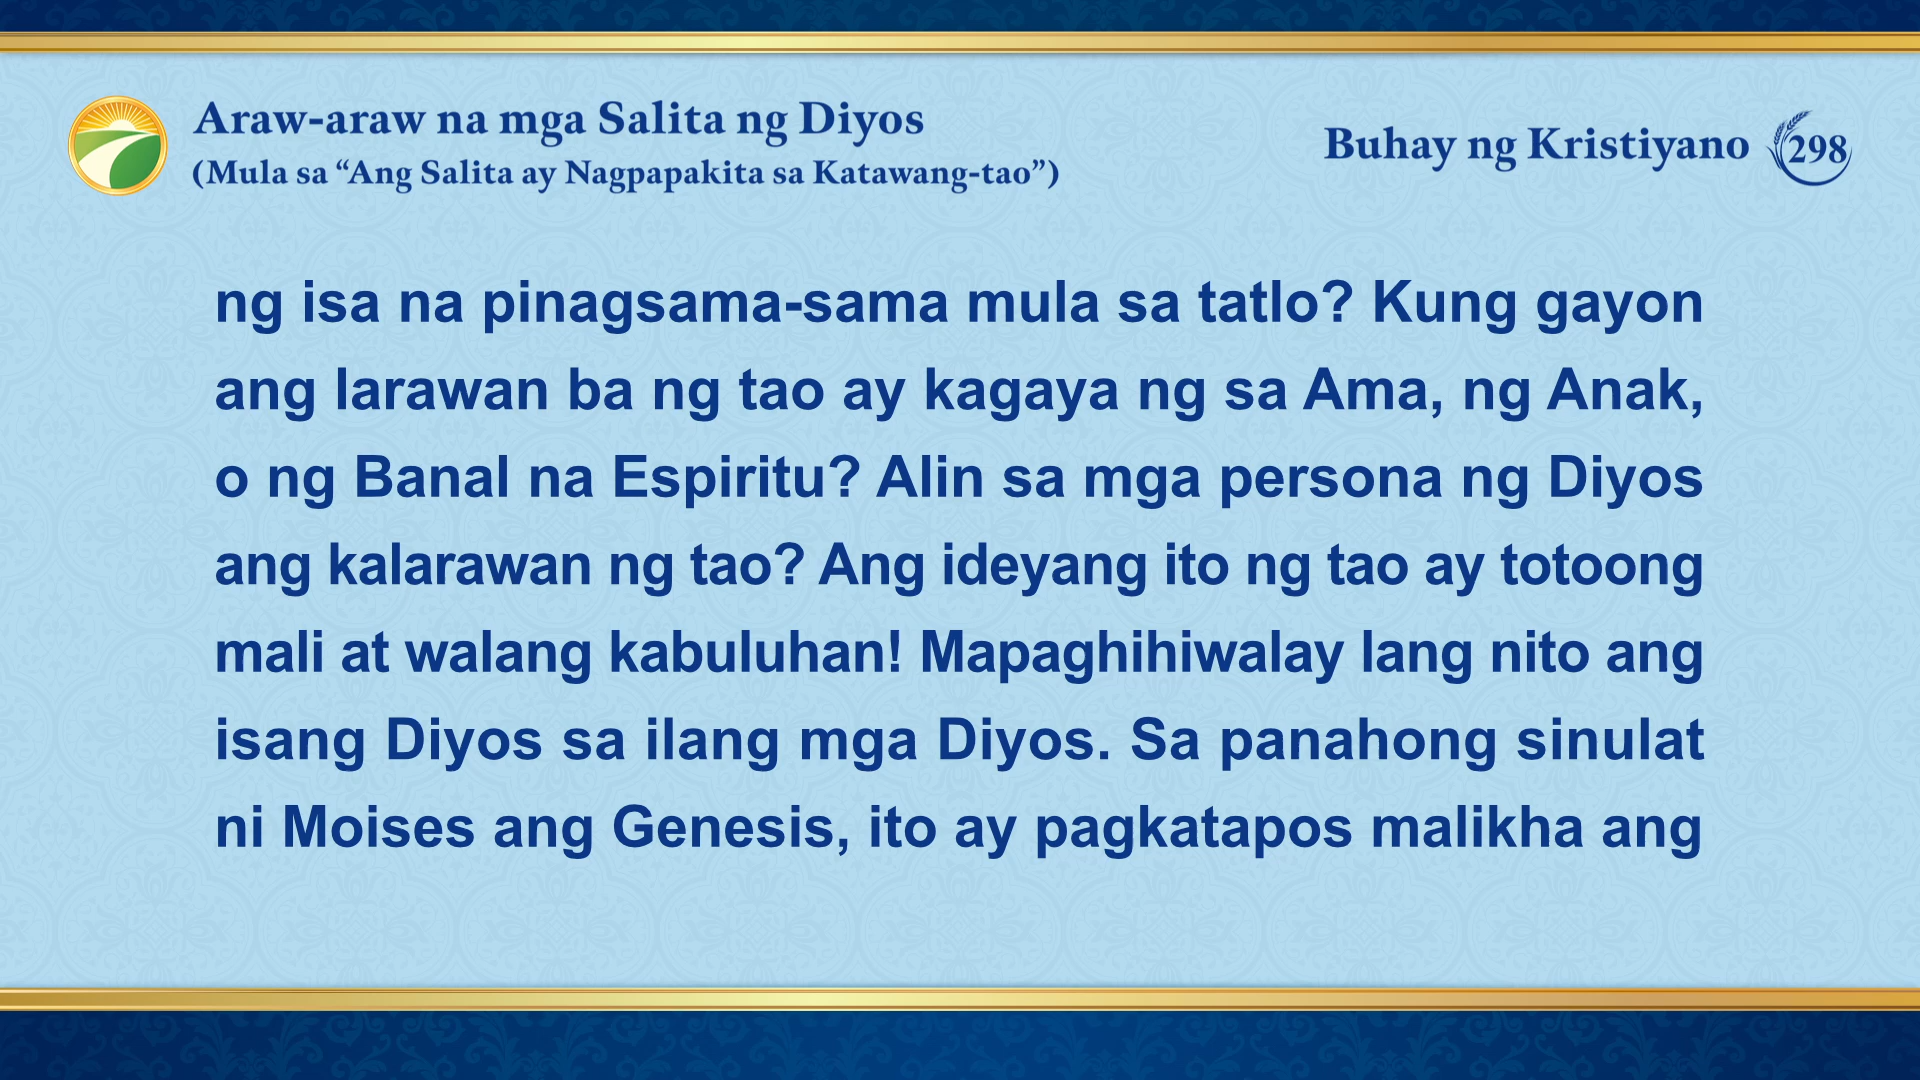 Araw-araw na mga Salita ng Diyos
(Mula sa “Ang Salita ay Nagpapakita sa Katawang-tao”)
Buhay ng Kristiyano 298
ng isa na pinagsama-sama mula sa tatlo? Kung gayon
ang larawan ba ng tao ay kagaya ng sa Ama, ng Anak,
o ng Banal na Espiritu? Alin sa mga persona ng Diyos
ang kalarawan ng tao? Ang ideyang ito ng tao ay totoong
mali at walang kabuluhan! Mapaghihiwalay lang nito ang
isang Diyos sa ilang mga Diyos. Sa panahong sinulat
ni Moises ang Genesis, ito ay pagkatapos malikha ang